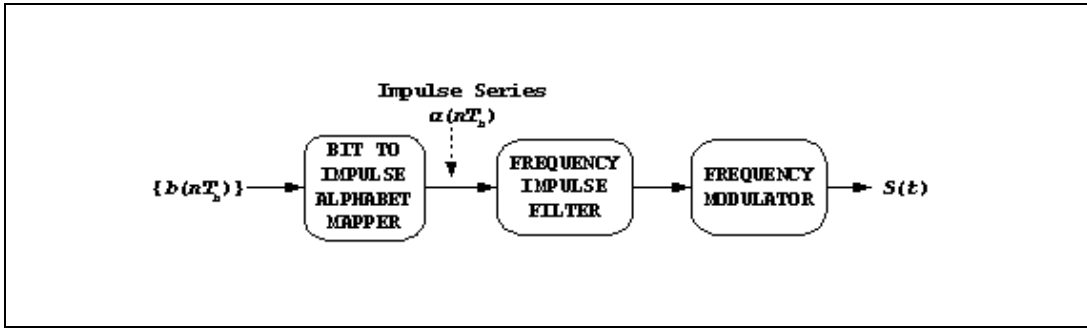 Impulse Series
a(nT_b)
{b(nT_b)}
BIT TO
IMPULSE
ALPHABET
MAPPER
FREQUENCY
IMPULSE
FILTER
FREQUENCY
MODULATOR
S(t)